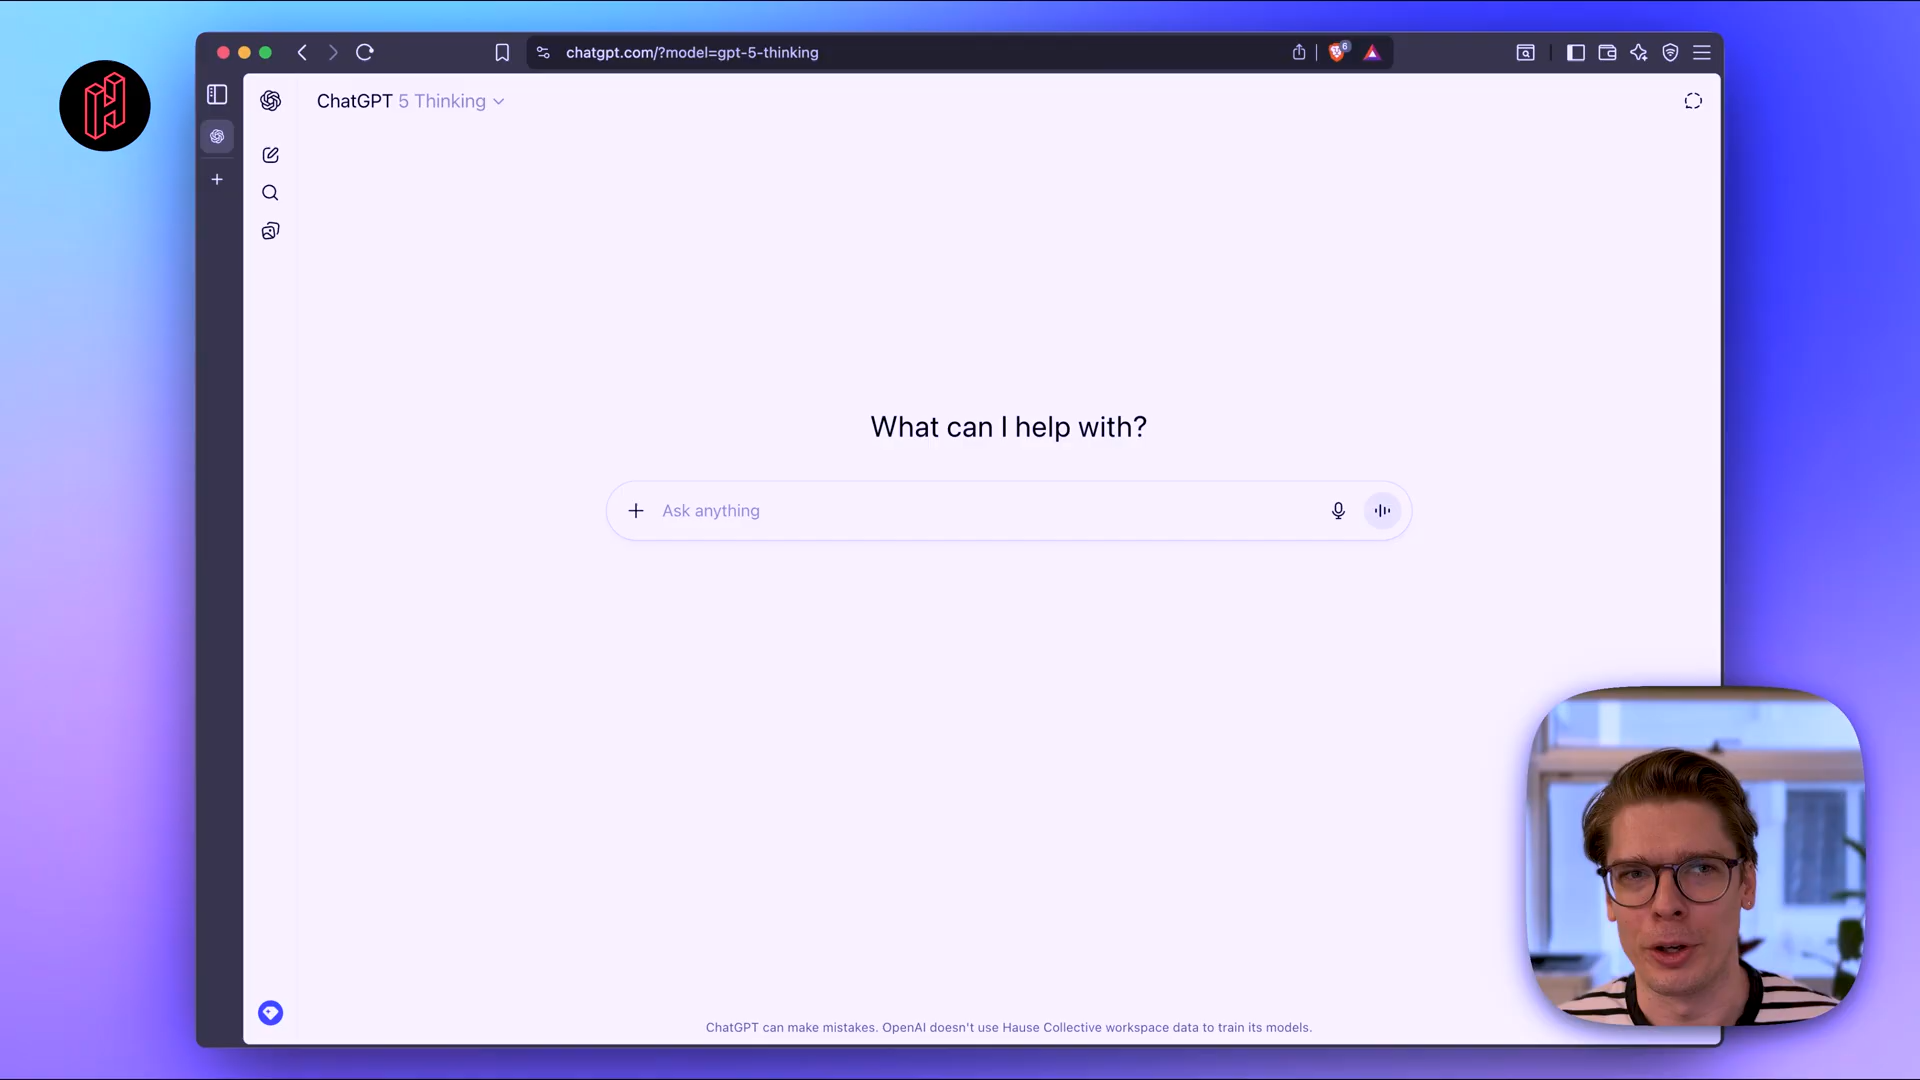 chatgpt.com/?model=gpt-5-thinking
6
ChatGPT 5 Thinking
What can I help with?
Ask anything
ChatGPT can make mistakes. OpenAI doesn't use Hause Collective workspace data to train its models.